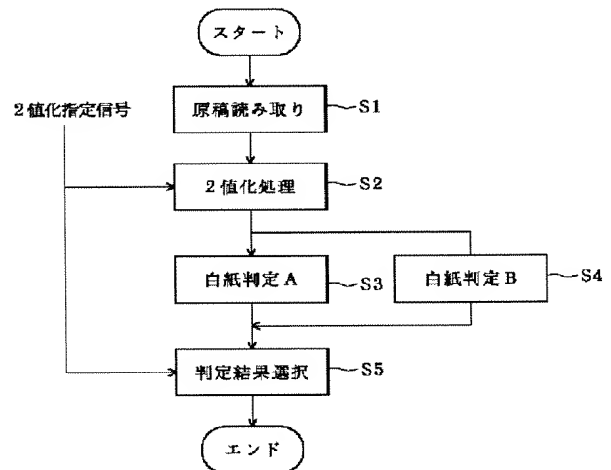 スタート
原稿読み取り
S1
2値化指定信号
2値化処理
S2
白紙判定A
S3
白紙判定B
S4
判定結果選択
S5
エンド